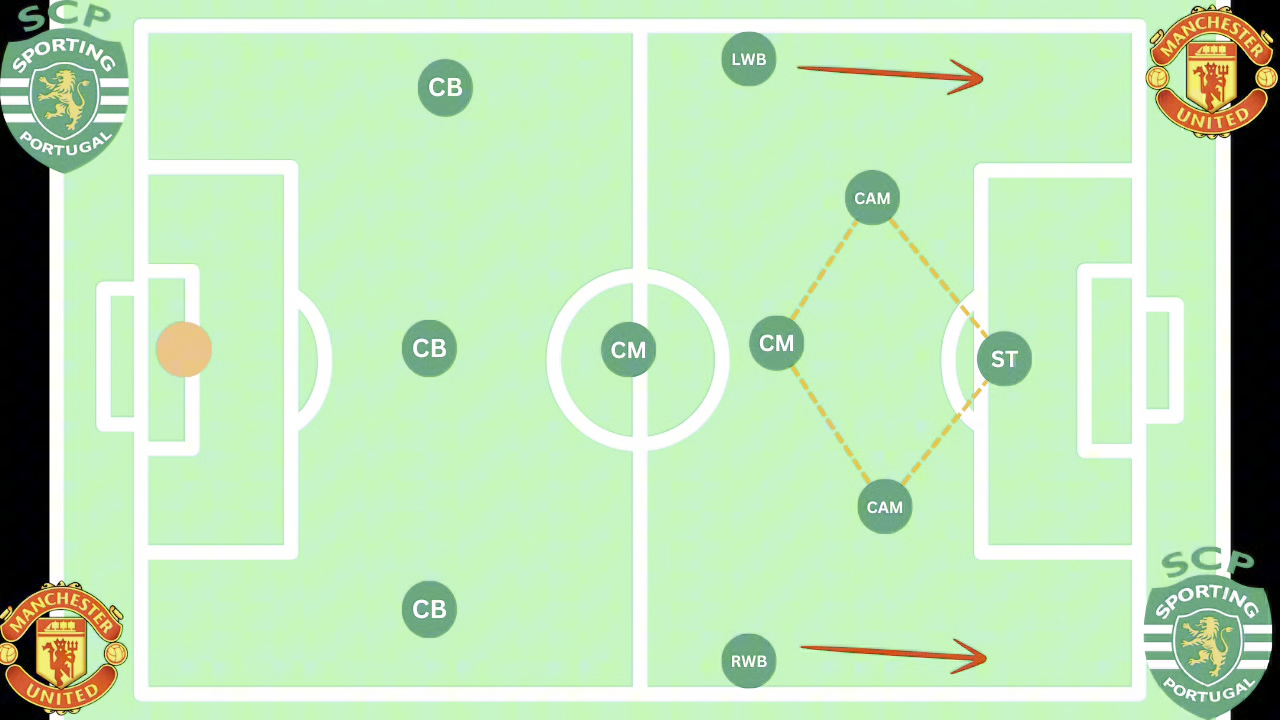 SCP
SPORTING
PORTUGAL
MANCHESTER
UNITED
LWB
CB
CAM
CB
CM
CM
ST
CAM
CB
RWB
MANCHESTER
UNITED
SCP
SPORTING
PORTUGAL